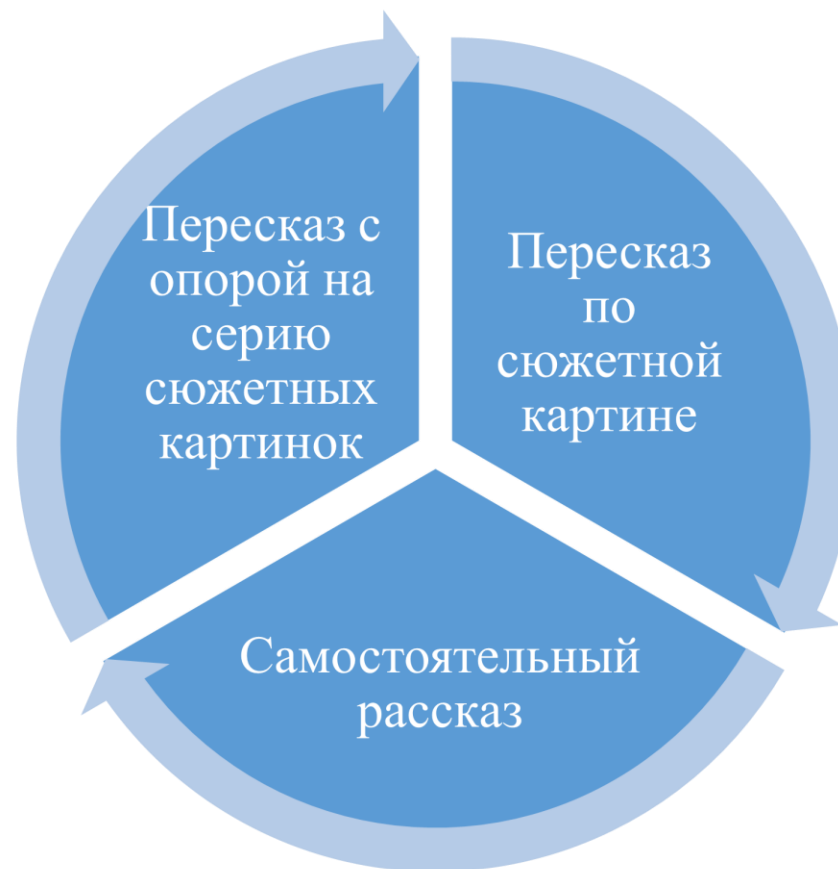 Пересказ с
опорой на
серию
сюжетных
картинок
Пересказ
по
сюжетной
картине
Самостоятельный
рассказ